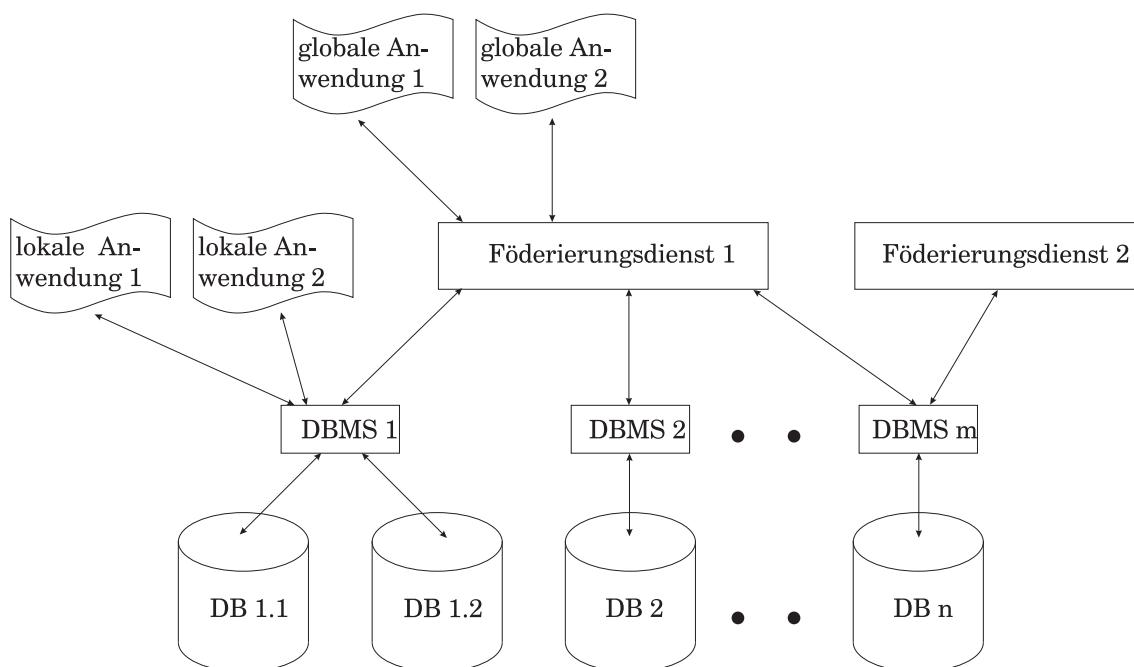 globale An-
wendung 1
globale An-
wendung 2
lokale An-
wendung 1
lokale An-
wendung 2
Föderierungsdienst 1
Föderierungsdienst 2
DBMS 1
DBMS 2
DBMS m
DB 1.1
DB 1.2
DB 2
DB n